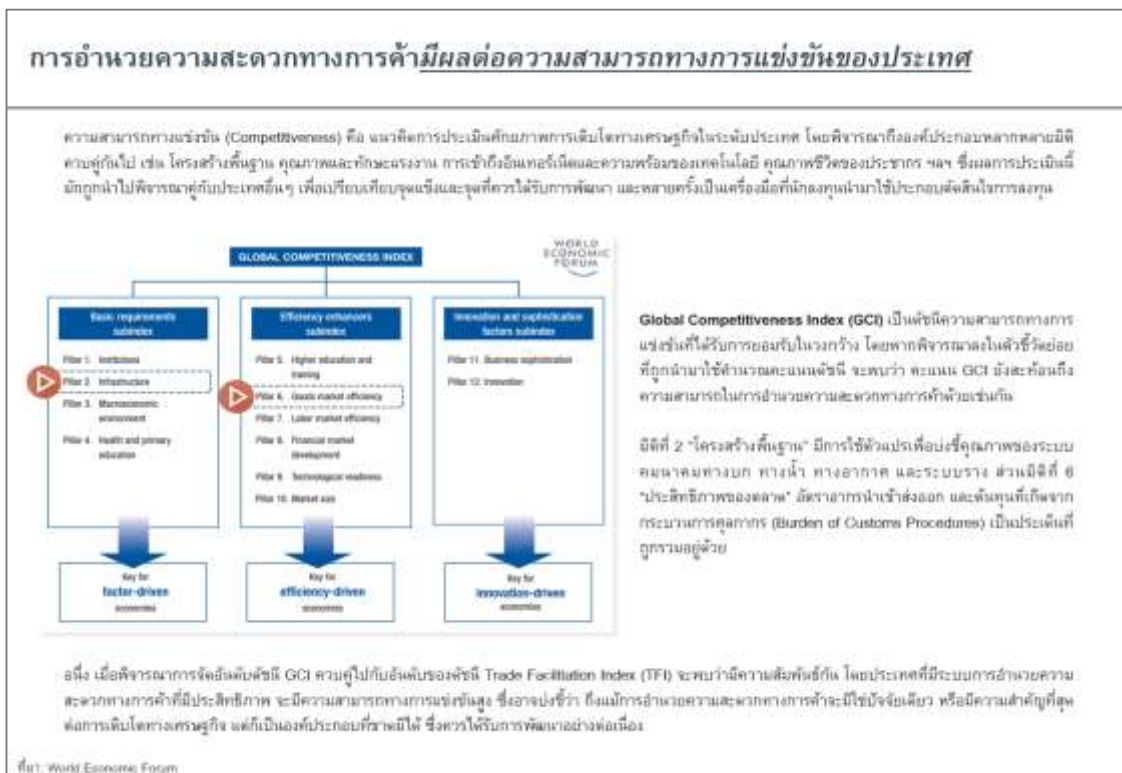 การอำนวยความสะดวกทางการค้ามีผลต่อความสามารถทางการแข่งขันของประเทศ
ความสามารถทางแข่งขัน (Competitiveness) คือ แนวคิดการประเมินศักยภาพการเติบโตทางเศรษฐกิจในระดับประเทศ โดยพิจารณาถึงองค์ประกอบหลากหลายมิติ
ควบคู่กันไป เช่น โครงสร้างพื้นฐาน คุณภาพและทักษะแรงงาน การเข้าถึงอินเทอร์เน็ตและความพร้อมของเทคโนโลยี คุณภาพชีวิตของประชากร ฯลฯ ซึ่งผลการประเมินนี้
มักถูกนำไปพิจารณาคู่กับประเทศอื่นๆ เพื่อเปรียบเทียบจุดแข็งและจุดที่ควรได้รับการพัฒนา และหลายครั้งเป็นเครื่องมือที่นักลงทุนนำมาใช้ประกอบตัดสินใจการลงทุน
WORLD
ECONOMIC
FORUM
GLOBAL COMPETITIVENESS INDEX
Basic requirements
subindex
Pillar 1. Institutions
Pillar 2. Infrastructure
Pillar 3. Macroeconomic
environment
Pillar 4. Health and primary
education
Key for
factor-driven
economies
Efficiency enhancers
subindex
Pillar 5. Higher education and
training
Pillar 6. Goods market efficiency
Pillar 7. Labor market efficiency
Pillar 8. Financial market
development
Pillar 9. Technological readiness
Pillar 10. Market size
Key for
efficiency-driven
economies
Innovation and sophistication
factors subindex
Pillar 11. Business sophistication
Pillar 12. Innovation
Key for
innovation-driven
economies
Global Competitiveness Index (GCI) เป็นดัชนีความสามารถทางการ
แข่งขันที่ได้รับการยอมรับในวงกว้าง โดยหากพิจารณาลงในตัวชี้วัดย่อย
ที่ถูกนำมาใช้คำนวณคะแนนดัชนี จะพบว่า คะแนน GCI ยังสะท้อนถึง
ความสามารถในการอำนวยความสะดวกทางการค้าด้วยเช่นกัน
มิติที่ 2 "โครงสร้างพื้นฐาน" มีการใช้ตัวแปรเพื่อบ่งชี้คุณภาพของระบบ
คมนาคมทางบก ทางน้ำ ทางอากาศ และระบบราง ส่วนมิติที่ 6
"ประสิทธิภาพของตลาด" อัตราอากรนำเข้าส่งออก และต้นทุนที่เกิดจาก
กระบวนการศุลกากร (Burden of Customs Procedures) เป็นประเด็นที่
ถูกรวมอยู่ด้วย
อนึ่ง เมื่อพิจารณาการจัดอันดับดัชนี GCI ควบคู่ไปกับอันดับของดัชนี Trade Facilitation Index (TFI) จะพบว่ามีความสัมพันธ์กัน โดยประเทศที่มีระบบการอำนวยความ
สะดวกทางการค้าที่มีประสิทธิภาพ จะมีความสามารถทางการแข่งขันสูง ซึ่งอาจบ่งชี้ว่า ถึงแม้การอำนวยความสะดวกทางการค้าจะมิใช่ปัจจัยเดียว หรือมีความสำคัญที่สุด
ต่อการเติบโตทางเศรษฐกิจ แต่ก็เป็นองค์ประกอบที่ขาดมิได้ ซึ่งควรได้รับการพัฒนาอย่างต่อเนื่อง
ที่มา: World Economic Forum